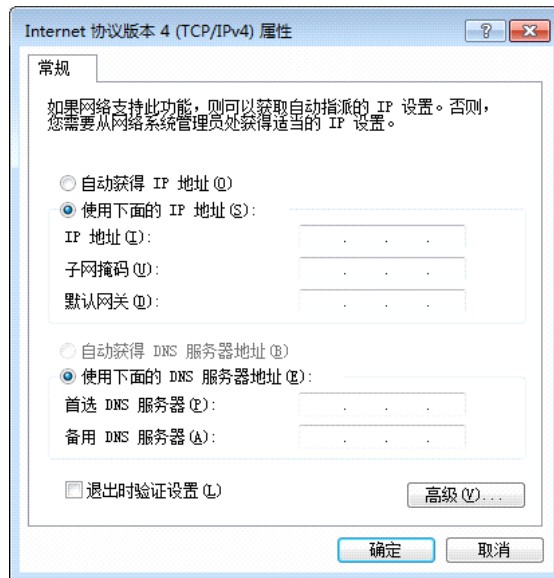 Internet 协议版本 4 (TCP/IPv4) 属性
常规
如果网络支持此功能，则可以获取自动指派的 IP 设置。否则，
您需要从网络系统管理员处获得适当的 IP 设置。
自动获得 IP 地址(O)
使用下面的 IP 地址(S):
IP 地址(I):
子网掩码(U):
默认网关(D):
自动获得 DNS 服务器地址(B)
使用下面的 DNS 服务器地址(E):
首选 DNS 服务器(P):
备用 DNS 服务器(A):
退出时验证设置(L)
高级(V)...
确定
取消